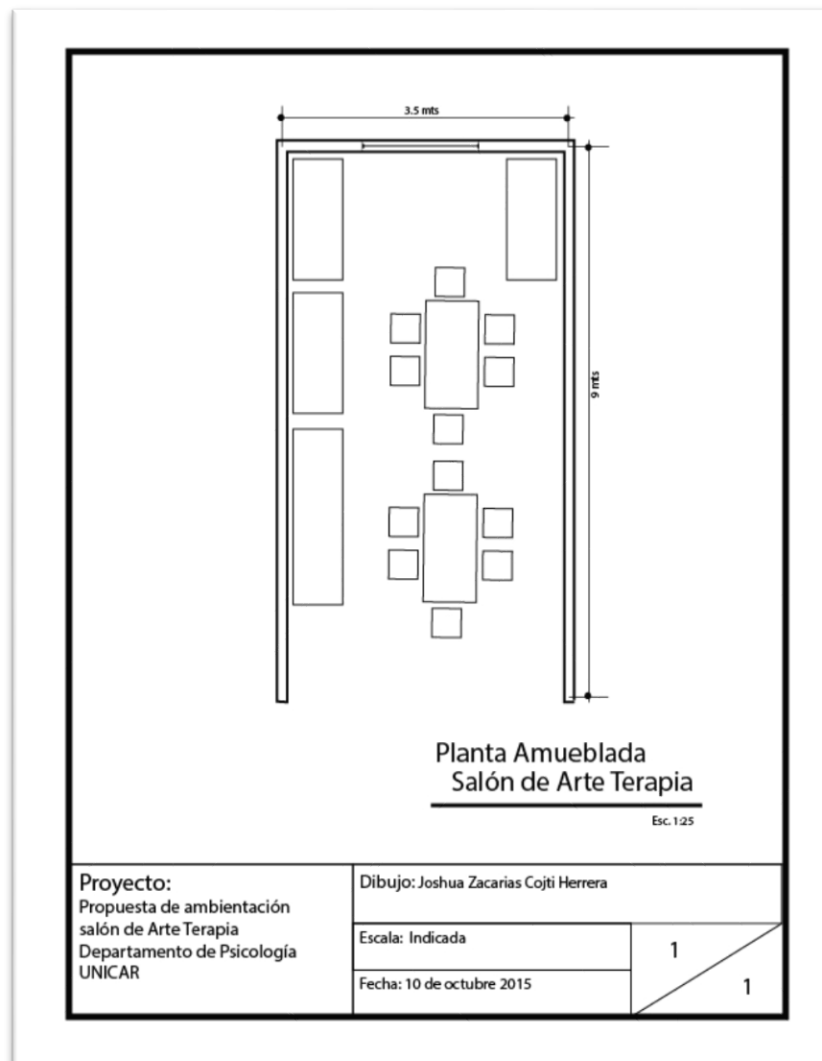 3.5 mts
9 mts
Planta Amueblada
Salón de Arte Terapia
Esc. 1:25
Proyecto:
Propuesta de ambientación
salón de Arte Terapia
Departamento de Psicología
UNICAR
Dibujo: Joshua Zacarias Cojti Herrera
Escala: Indicada
Fecha: 10 de octubre 2015
1
1